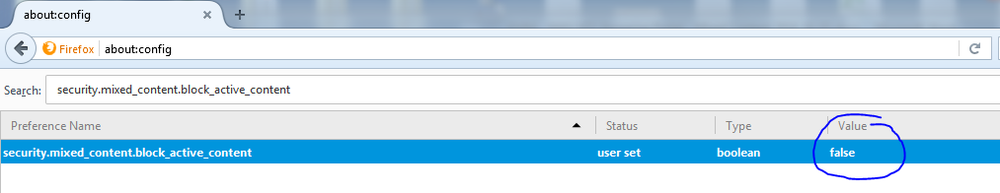 about:config
Firefox about:config
Search: security.mixed_content.block_active_content
Preference Name Status Type Value
security.mixed_content.block_active_content user set boolean false